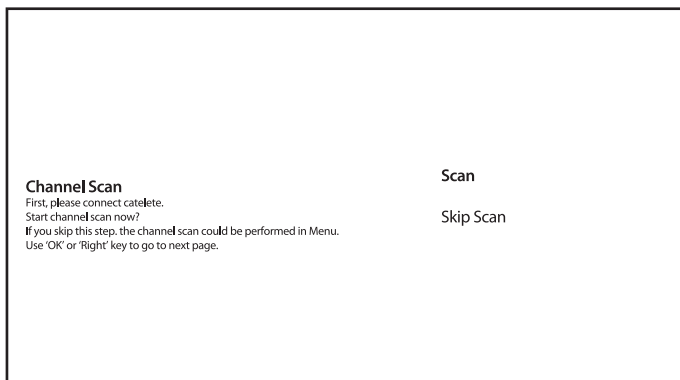 Channel Scan
First, please connect catelete.
Start channel scan now?
If you skip this step. the channel scan could be performed in Menu.
Use ‘OK’ or ‘Right’ key to go to next page.
Scan
Skip Scan